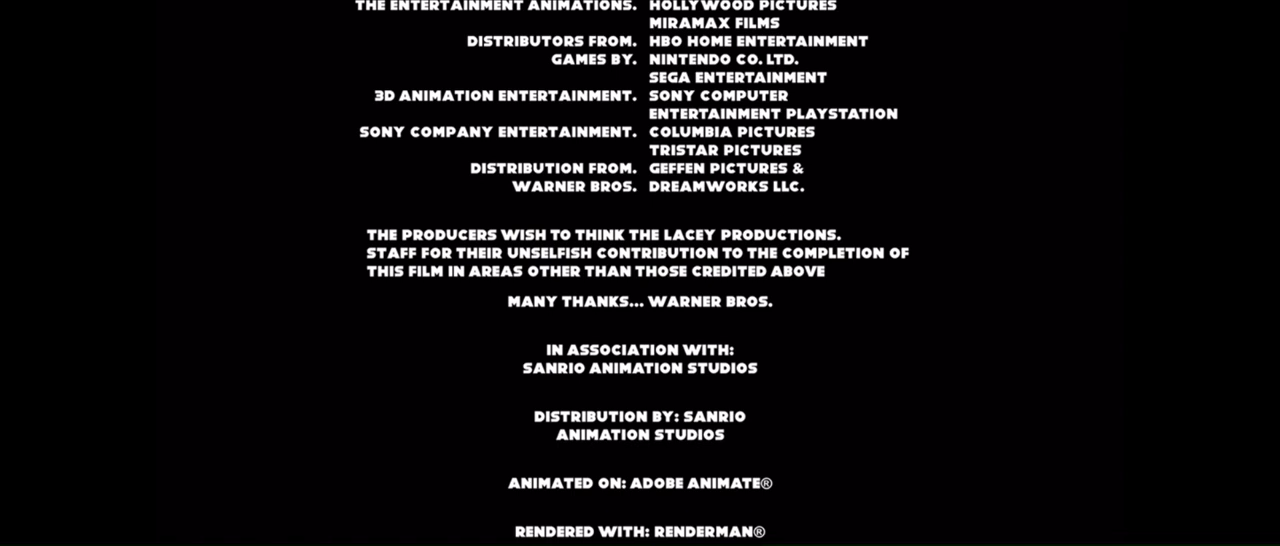 THE ENTERTAINMENT ANIMATIONS. HOLLYWOOD PICTURES
MIRAMAX FILMS
DISTRIBUTORS FROM. HBO HOME ENTERTAINMENT
GAMES BY. NINTENDO CO. LTD.
SEGA ENTERTAINMENT
3D ANIMATION ENTERTAINMENT. SONY COMPUTER
ENTERTAINMENT PLAYSTATION
SONY COMPANY ENTERTAINMENT. COLUMBIA PICTURES
TRISTAR PICTURES
DISTRIBUTION FROM. GEFFEN PICTURES &
WARNER BROS. DREAMWORKS LLC.
THE PRODUCERS WISH TO THINK THE LACEY PRODUCTIONS.
STAFF FOR THEIR UNSELFISH CONTRIBUTION TO THE COMPLETION OF
THIS FILM IN AREAS OTHER THAN THOSE CREDITED ABOVE
MANY THANKS... WARNER BROS.
IN ASSOCIATION WITH:
SANRIO ANIMATION STUDIOS
DISTRIBUTION BY: SANRIO
ANIMATION STUDIOS
ANIMATED ON: ADOBE ANIMATE®
RENDERED WITH: RENDERMAN®